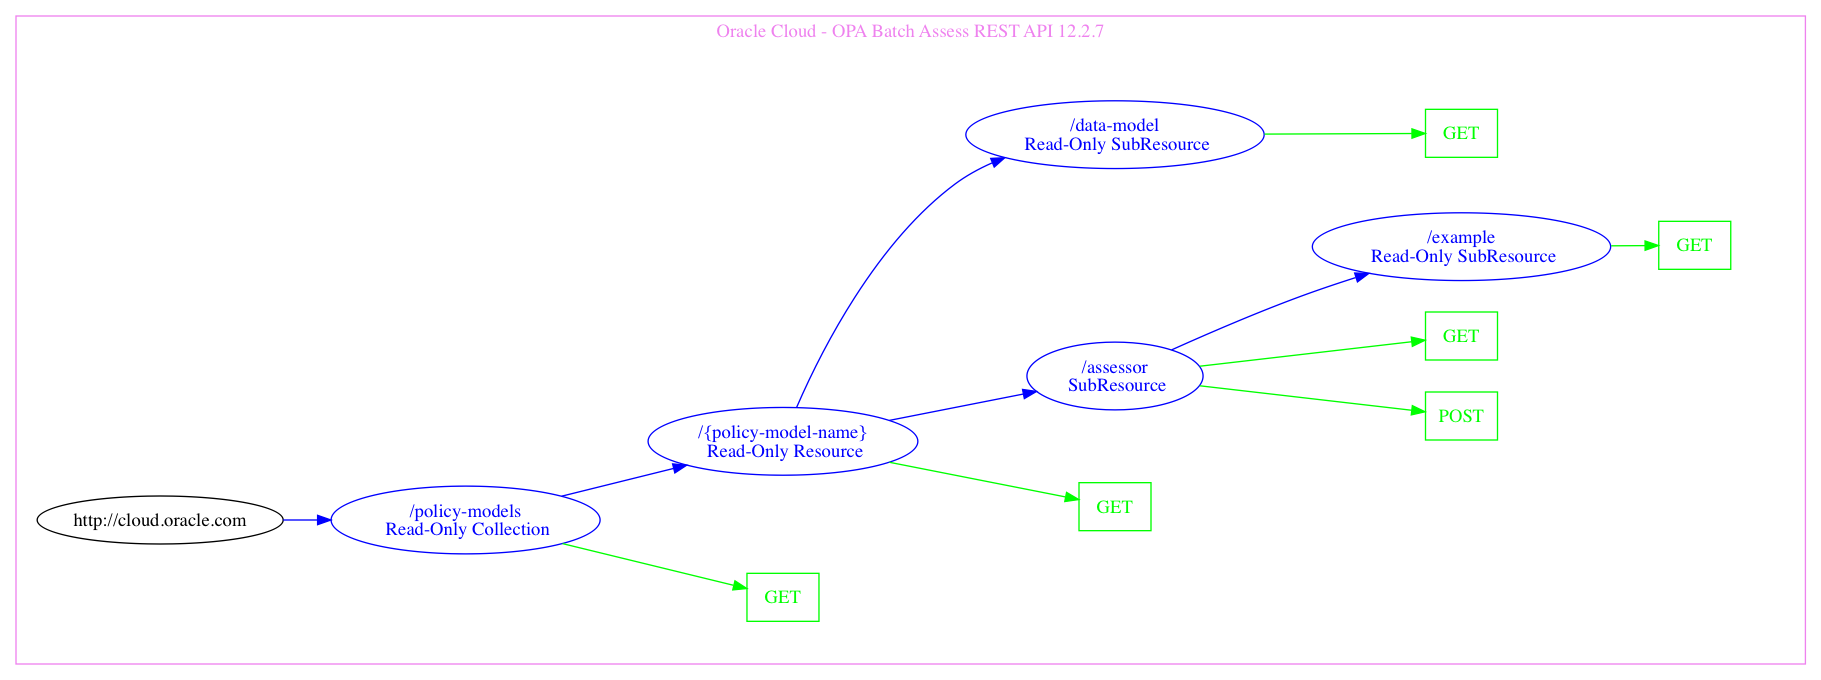 Oracle Cloud - OPA Batch Assess REST API 12.2.7
/data-model
Read-Only SubResource
GET
/example
Read-Only SubResource
GET
GET
/assessor
SubResource
POST
/{policy-model-name}
Read-Only Resource
GET
http://cloud.oracle.com
/policy-models
Read-Only Collection
GET